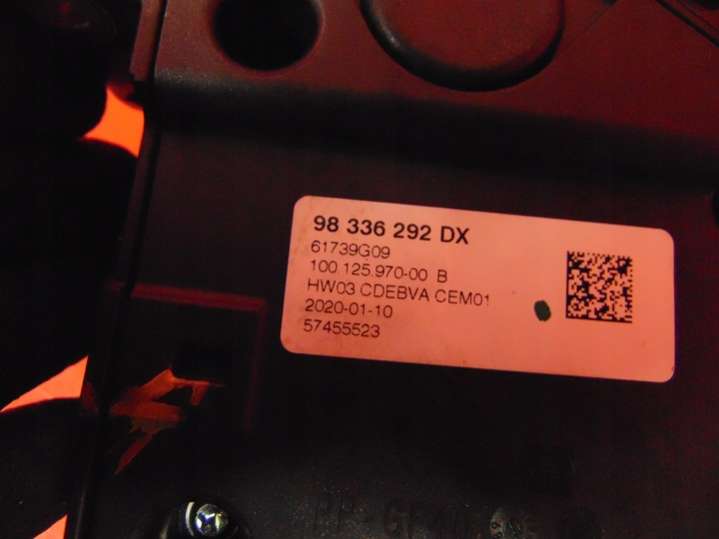 98 336 292 DX
61739G09
100.125.970-00 B
HW03 CDEBVA CEM01
2020-01-10
57455523